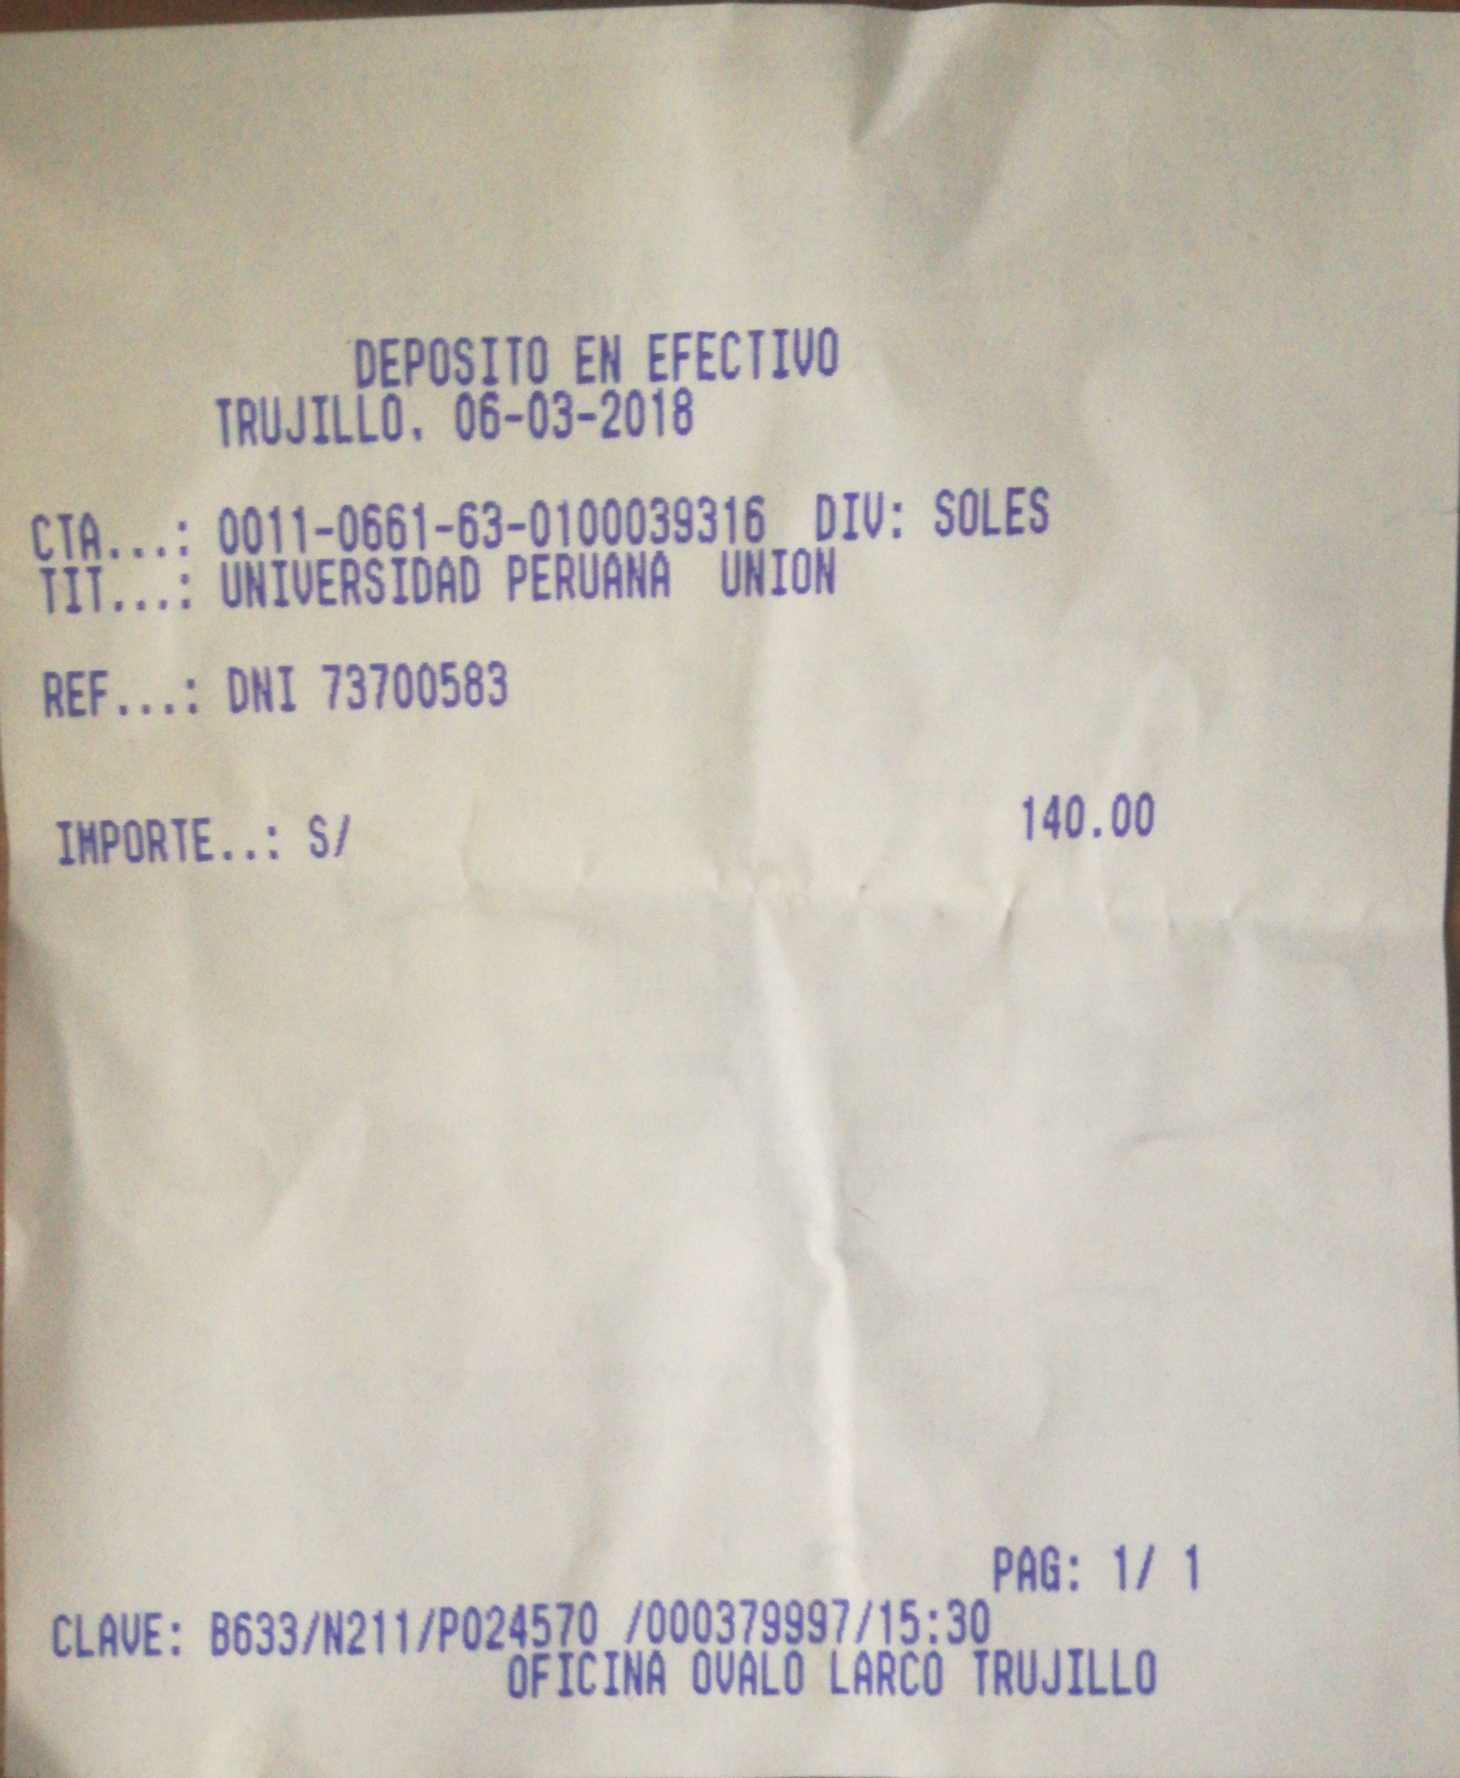 DEPOSITO EN EFECTIVO
TRUJILLO. 06-03-2018
CTA...: 0011-0661-63-0100039316 DIV: SOLES
TIT...: UNIVERSIDAD PERUANA UNION
REF...: DNI 73700583
IMPORTE..: S/ 140.00
PAG: 1/ 1
CLAVE: B633/N211/P024570 /000379997/15:30
OFICINA OVALO LARCO TRUJILLO